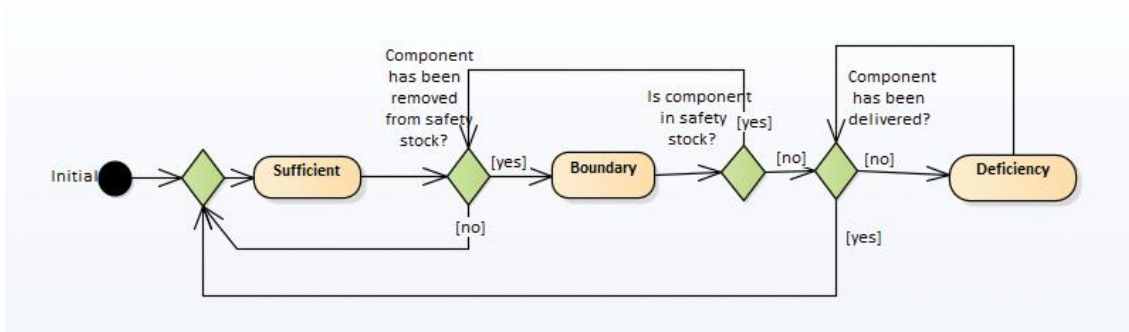 Component
has been
removed
from safety
stock?
Component
has been
delivered?
Is component
in safety
stock?
[yes]
Initial
Sufficient
[yes]
Boundary
[no]
[no]
Deficiency
[no]
[yes]